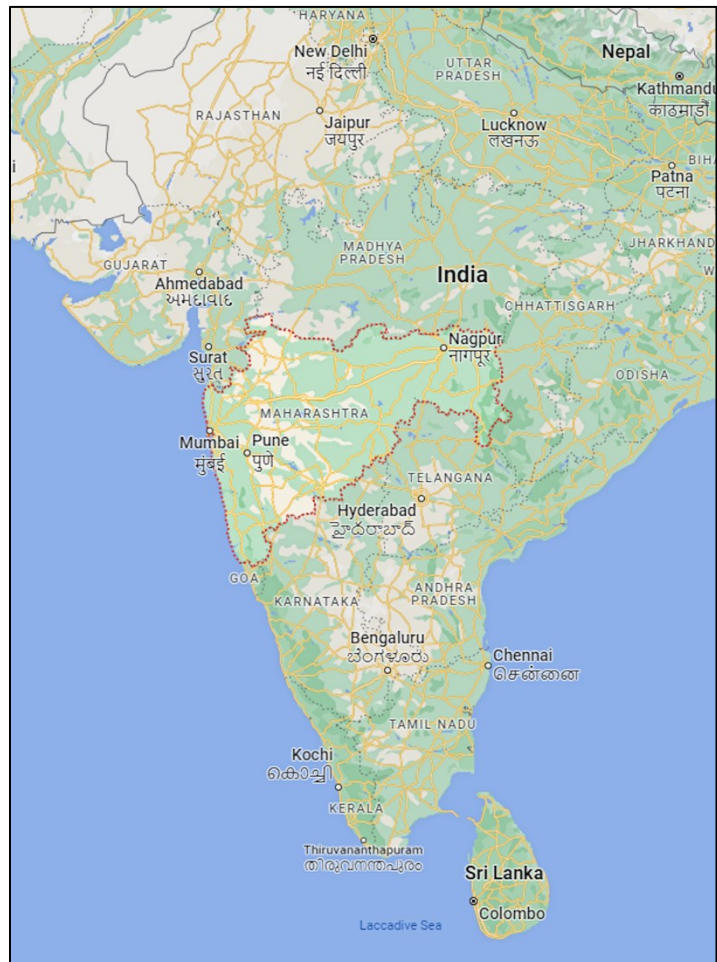 HARYANA
New Delhi
नई दिल्ली
UTTAR
PRADESH
Nepal
Kathmandu
काठमाडौँ
RAJASTHAN
Jaipur
जयपुर
Lucknow
लखनऊ
BIHA
Patna
पटना
MADHYA
PRADESH
JHARKHAND
GUJARAT
Ahmedabad
અમદાવાદ
India
CHHATTISGARH
Surat
સુરત
Nagpur
नागपूर
ODISHA
MAHARASHTRA
Mumbai
मुंबई
Pune
पुणे
TELANGANA
Hyderabad
హైదరాబాద్
GOA
KARNATAKA
ANDHRA
PRADESH
Bengaluru
ಬೆಂಗಳೂರು
Chennai
சென்னை
TAMIL NADU
Kochi
കൊച്ചി
KERALA
Thiruvananthapuram
തിരുവനന്തപുരം
Sri Lanka
Colombo
Laccadive Sea